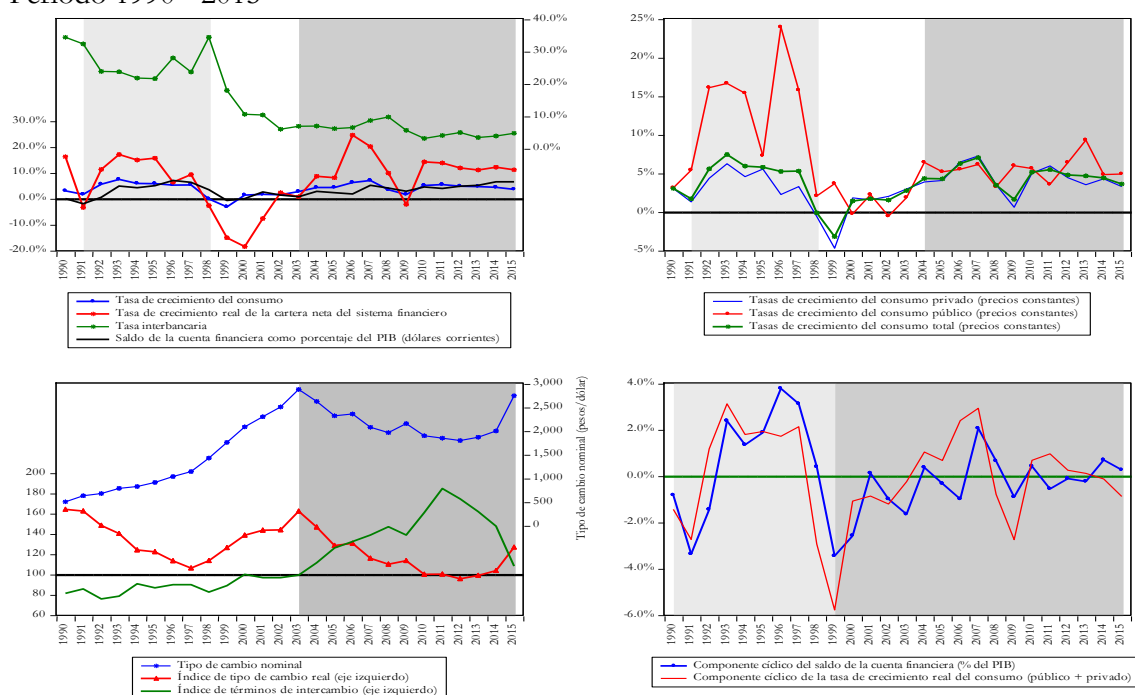 Período 1990 - 2015
40.0%
30.0%
20.0%
10.0%
0.0%
30.0%
20.0%
10.0%
0.0%
-10.0%
-20.0%
1990 1991 1992 1993 1994 1995 1996 1997 1998 1999 2000 2001 2002 2003 2004 2005 2006 2007 2008 2009 2010 2011 2012 2013 2014 2015
Tasa de crecimiento del consumo
Tasa de crecimiento real de la cartera neta del sistema financiero
Tasa interbancaria
Saldo de la cuenta financiera como porcentaje del PIB (dólares corrientes)
25%
20%
15%
10%
5%
0%
-5%
1990 1991 1992 1993 1994 1995 1996 1997 1998 1999 2000 2001 2002 2003 2004 2005 2006 2007 2008 2009 2010 2011 2012 2013 2014 2015
Tasas de crecimiento del consumo privado (precios constantes)
Tasas de crecimiento del consumo público (precios constantes)
Tasas de crecimiento del consumo total (precios constantes)
3,000
2,500
2,000
1,500
1,000
500
0
Tipo de cambio nominal (pesos/dólar)
200
180
160
140
120
100
80
60
1990 1991 1992 1993 1994 1995 1996 1997 1998 1999 2000 2001 2002 2003 2004 2005 2006 2007 2008 2009 2010 2011 2012 2013 2014 2015
Tipo de cambio nominal
Índice de tipo de cambio real (eje izquierdo)
Índice de términos de intercambio (eje izquierdo)
4.0%
2.0%
0.0%
-2.0%
-4.0%
-6.0%
1990 1991 1992 1993 1994 1995 1996 1997 1998 1999 2000 2001 2002 2003 2004 2005 2006 2007 2008 2009 2010 2011 2012 2013 2014 2015
Componente cídico del saldo de la cuenta financiera (% del PIB)
Componente cídico de la tasa de crecimiento real del consumo (público + privado)